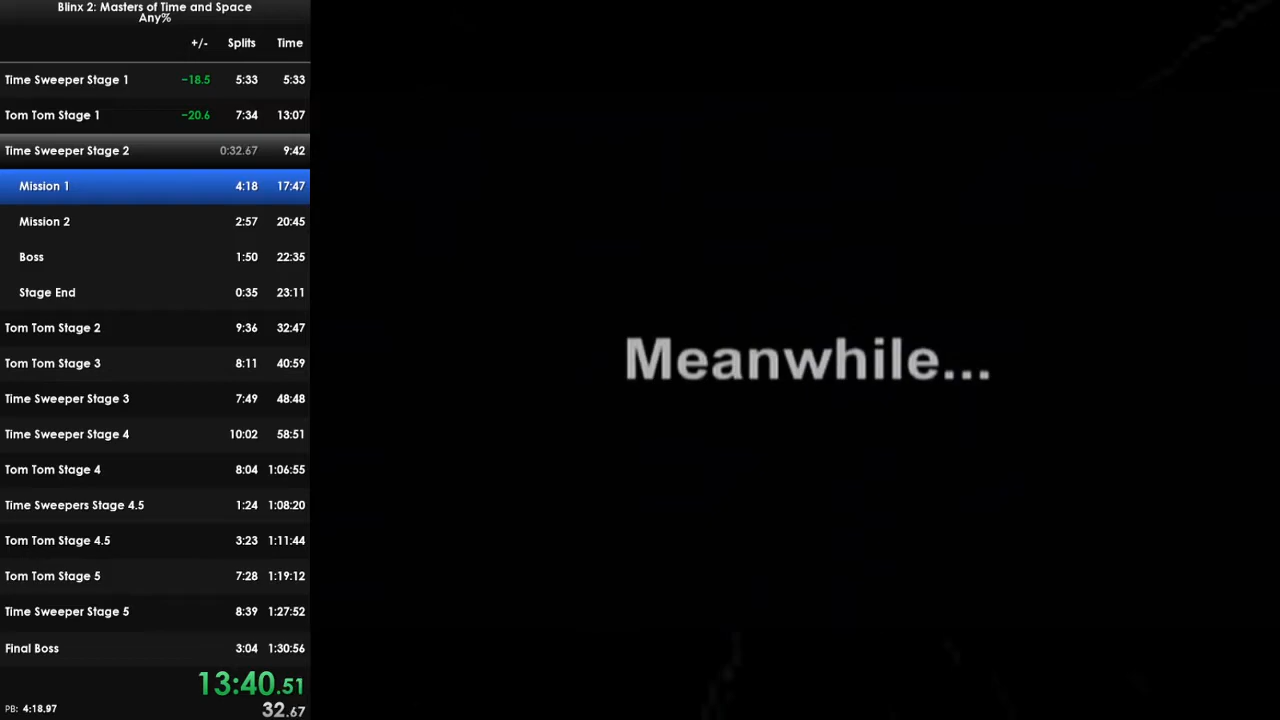 Blinx 2: Masters of Time and Space
Any%
+/- Splits Time
Time Sweeper Stage 1 -18.5 5:33 5:33
Tom Tom Stage 1 -20.6 7:34 13:07
Time Sweeper Stage 2 0:32.67 9:42
Mission 1 4:18 17:47
Mission 2 2:57 20:45
Boss 1:50 22:35
Stage End 0:35 23:11
Tom Tom Stage 2 9:36 32:47
Tom Tom Stage 3 8:11 40:59
Time Sweeper Stage 3 7:49 48:48
Time Sweeper Stage 4 10:02 58:51
Tom Tom Stage 4 8:04 1:06:55
Time Sweepers Stage 4.5 1:24 1:08:20
Tom Tom Stage 4.5 3:23 1:11:44
Tom Tom Stage 5 7:28 1:19:12
Time Sweeper Stage 5 8:39 1:27:52
Final Boss 3:04 1:30:56
13:40.51
PB: 4:18.97 32.67
Meanwhile...